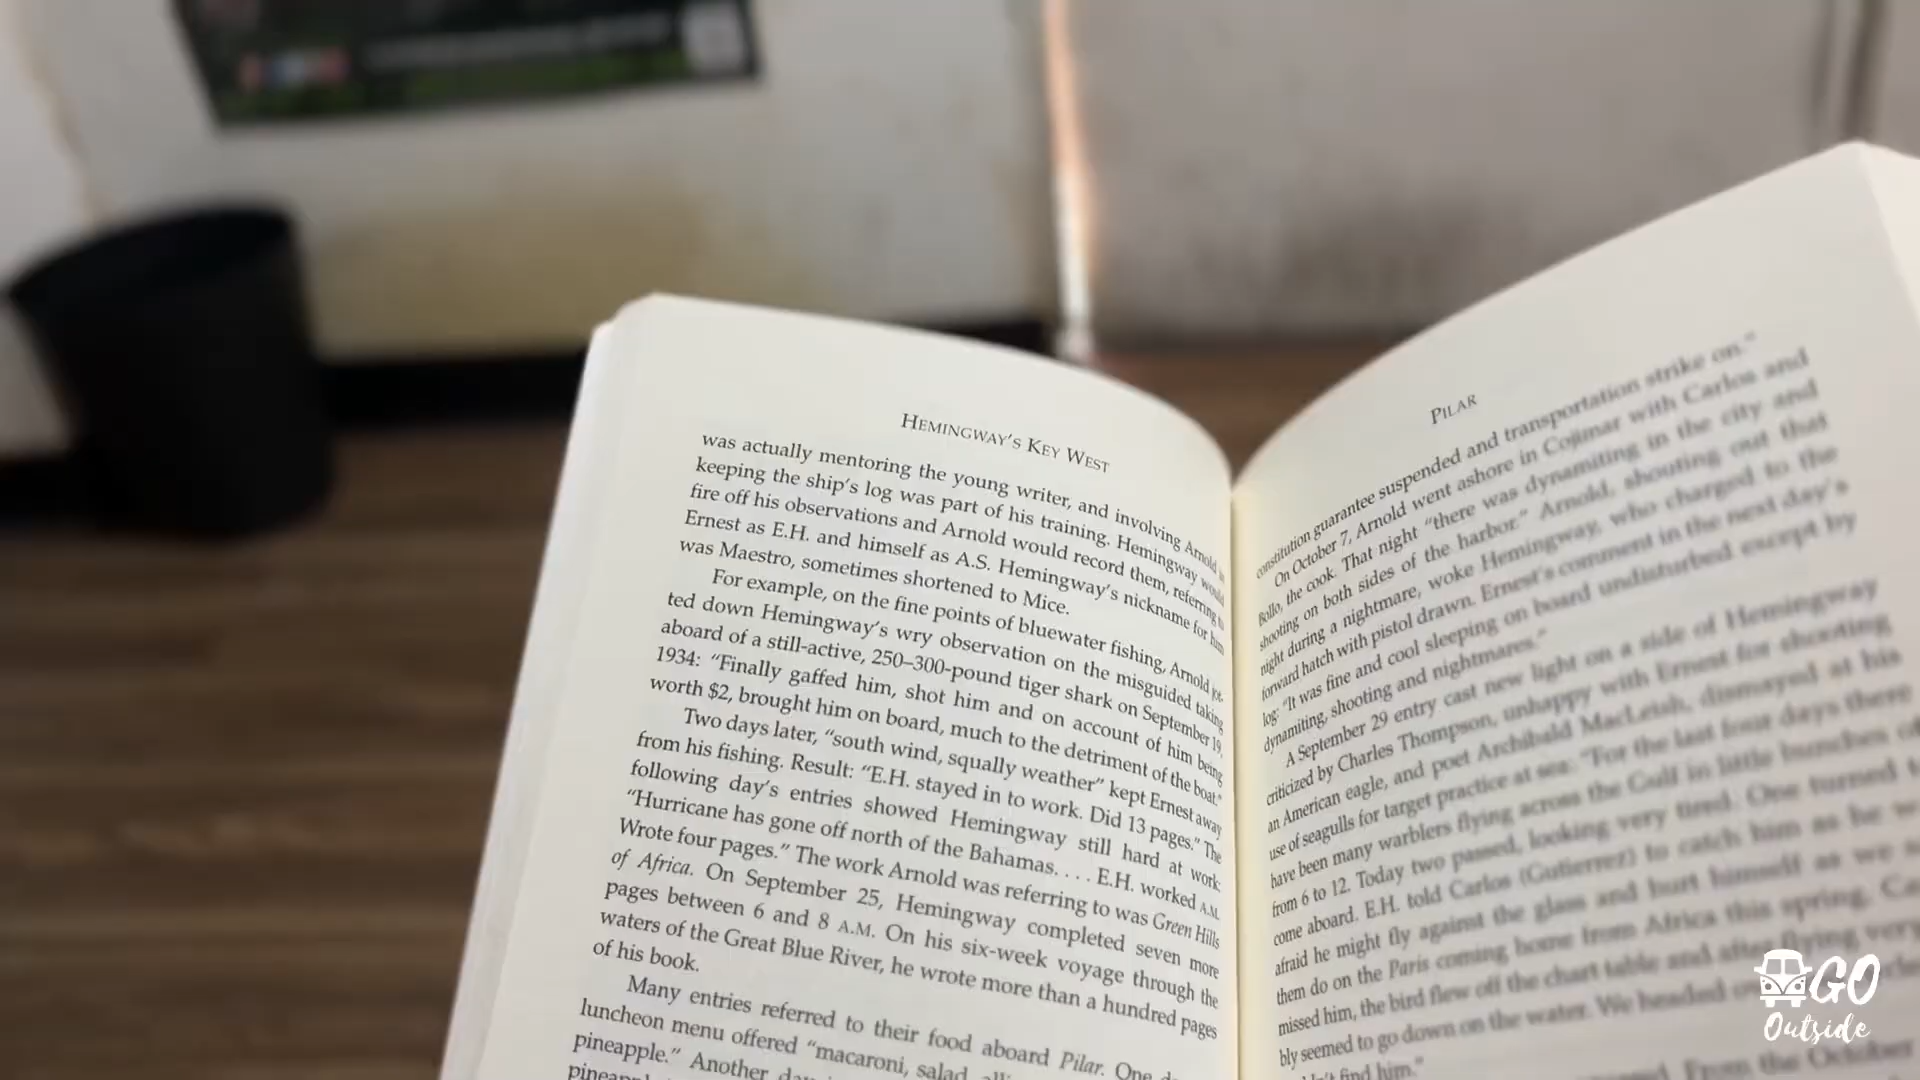 HEMINGWAY'S KEY WEST
was actually mentoring the young writer, and involving Arnold in
keeping the ship's log was part of his training. Hemingway would
fire off his observations and Arnold would record them, referring to
Ernest as E.H. and himself as A.S. Hemingway's nickname for him
was Maestro, sometimes shortened to Mice.
For example, on the fine points of bluewater fishing, Arnold jot-
ted down Hemingway's wry observation on the misguided taking
aboard of a still-active, 250–300-pound tiger shark on September 19,
1934: "Finally gaffed him, shot him and on account of him being
worth $2, brought him on board, much to the detriment of the boat."
Two days later, "south wind, squally weather" kept Ernest away
from his fishing. Result: "E.H. stayed in to work. Did 13 pages." The
following day's entries showed Hemingway still hard at work:
"Hurricane has gone off north of the Bahamas. . . . E.H. worked A.M.
Wrote four pages." The work Arnold was referring to was Green Hills
of Africa. On September 25, Hemingway completed seven more
pages between 6 and 8 A.M. On his six-week voyage through the
waters of the Great Blue River, he wrote more than a hundred pages
of his book.
Many entries referred to their food aboard Pilar. One
luncheon menu offered "macaroni, salad,
pineapple." Another
PILAR
constitution guarantee suspended and transportation strike on."
On October 7, Arnold went ashore in Cojimar with Carlos and
Bollo, the cook. That night "there was dynamiting in the city and
shooting on both sides of the harbor." Arnold, shouting out that
night during a nightmare, woke Hemingway, who charged to the
forward hatch with pistol drawn. Ernest's comment in the next day's
log: "It was fine and cool sleeping on board undisturbed except by
dynamiting, shooting and nightmares."
A September 29 entry cast new light on a side of Hemingway
criticized by Charles Thompson, unhappy with Ernest for shooting
an American eagle, and poet Archibald MacLeish, dismayed at his
use of seagulls for target practice at sea: "For the last four days there
have been many warblers flying across the Gulf in little bunches of
from 6 to 12. Today two passed, looking very tired. One turned to
come aboard. E.H. told Carlos (Gutierrez) to catch him as he
afraid he might fly against the glass and hurt himself as we
them do on the Paris coming home from Africa this spring.
missed him, the bird flew off the chart table and after flying very
bly seemed to go down on the water. We headed
find him."
From the October
GO
Outside